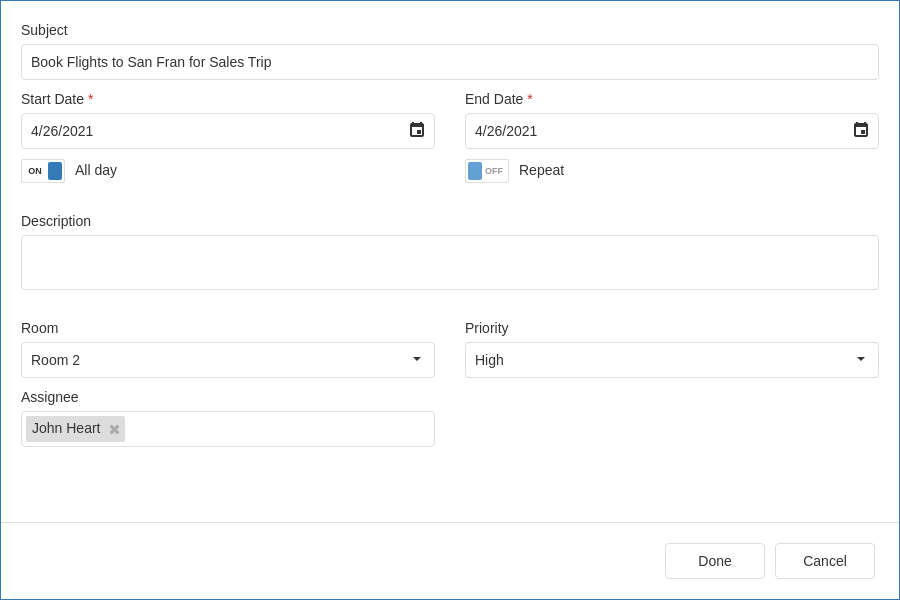 Subject
Book Flights to San Fran for Sales Trip
Start Date * End Date *
4/26/2021 4/26/2021
ON All day OFF Repeat
Description
Room Priority
Room 2 High
Assignee
John Heart
Done Cancel